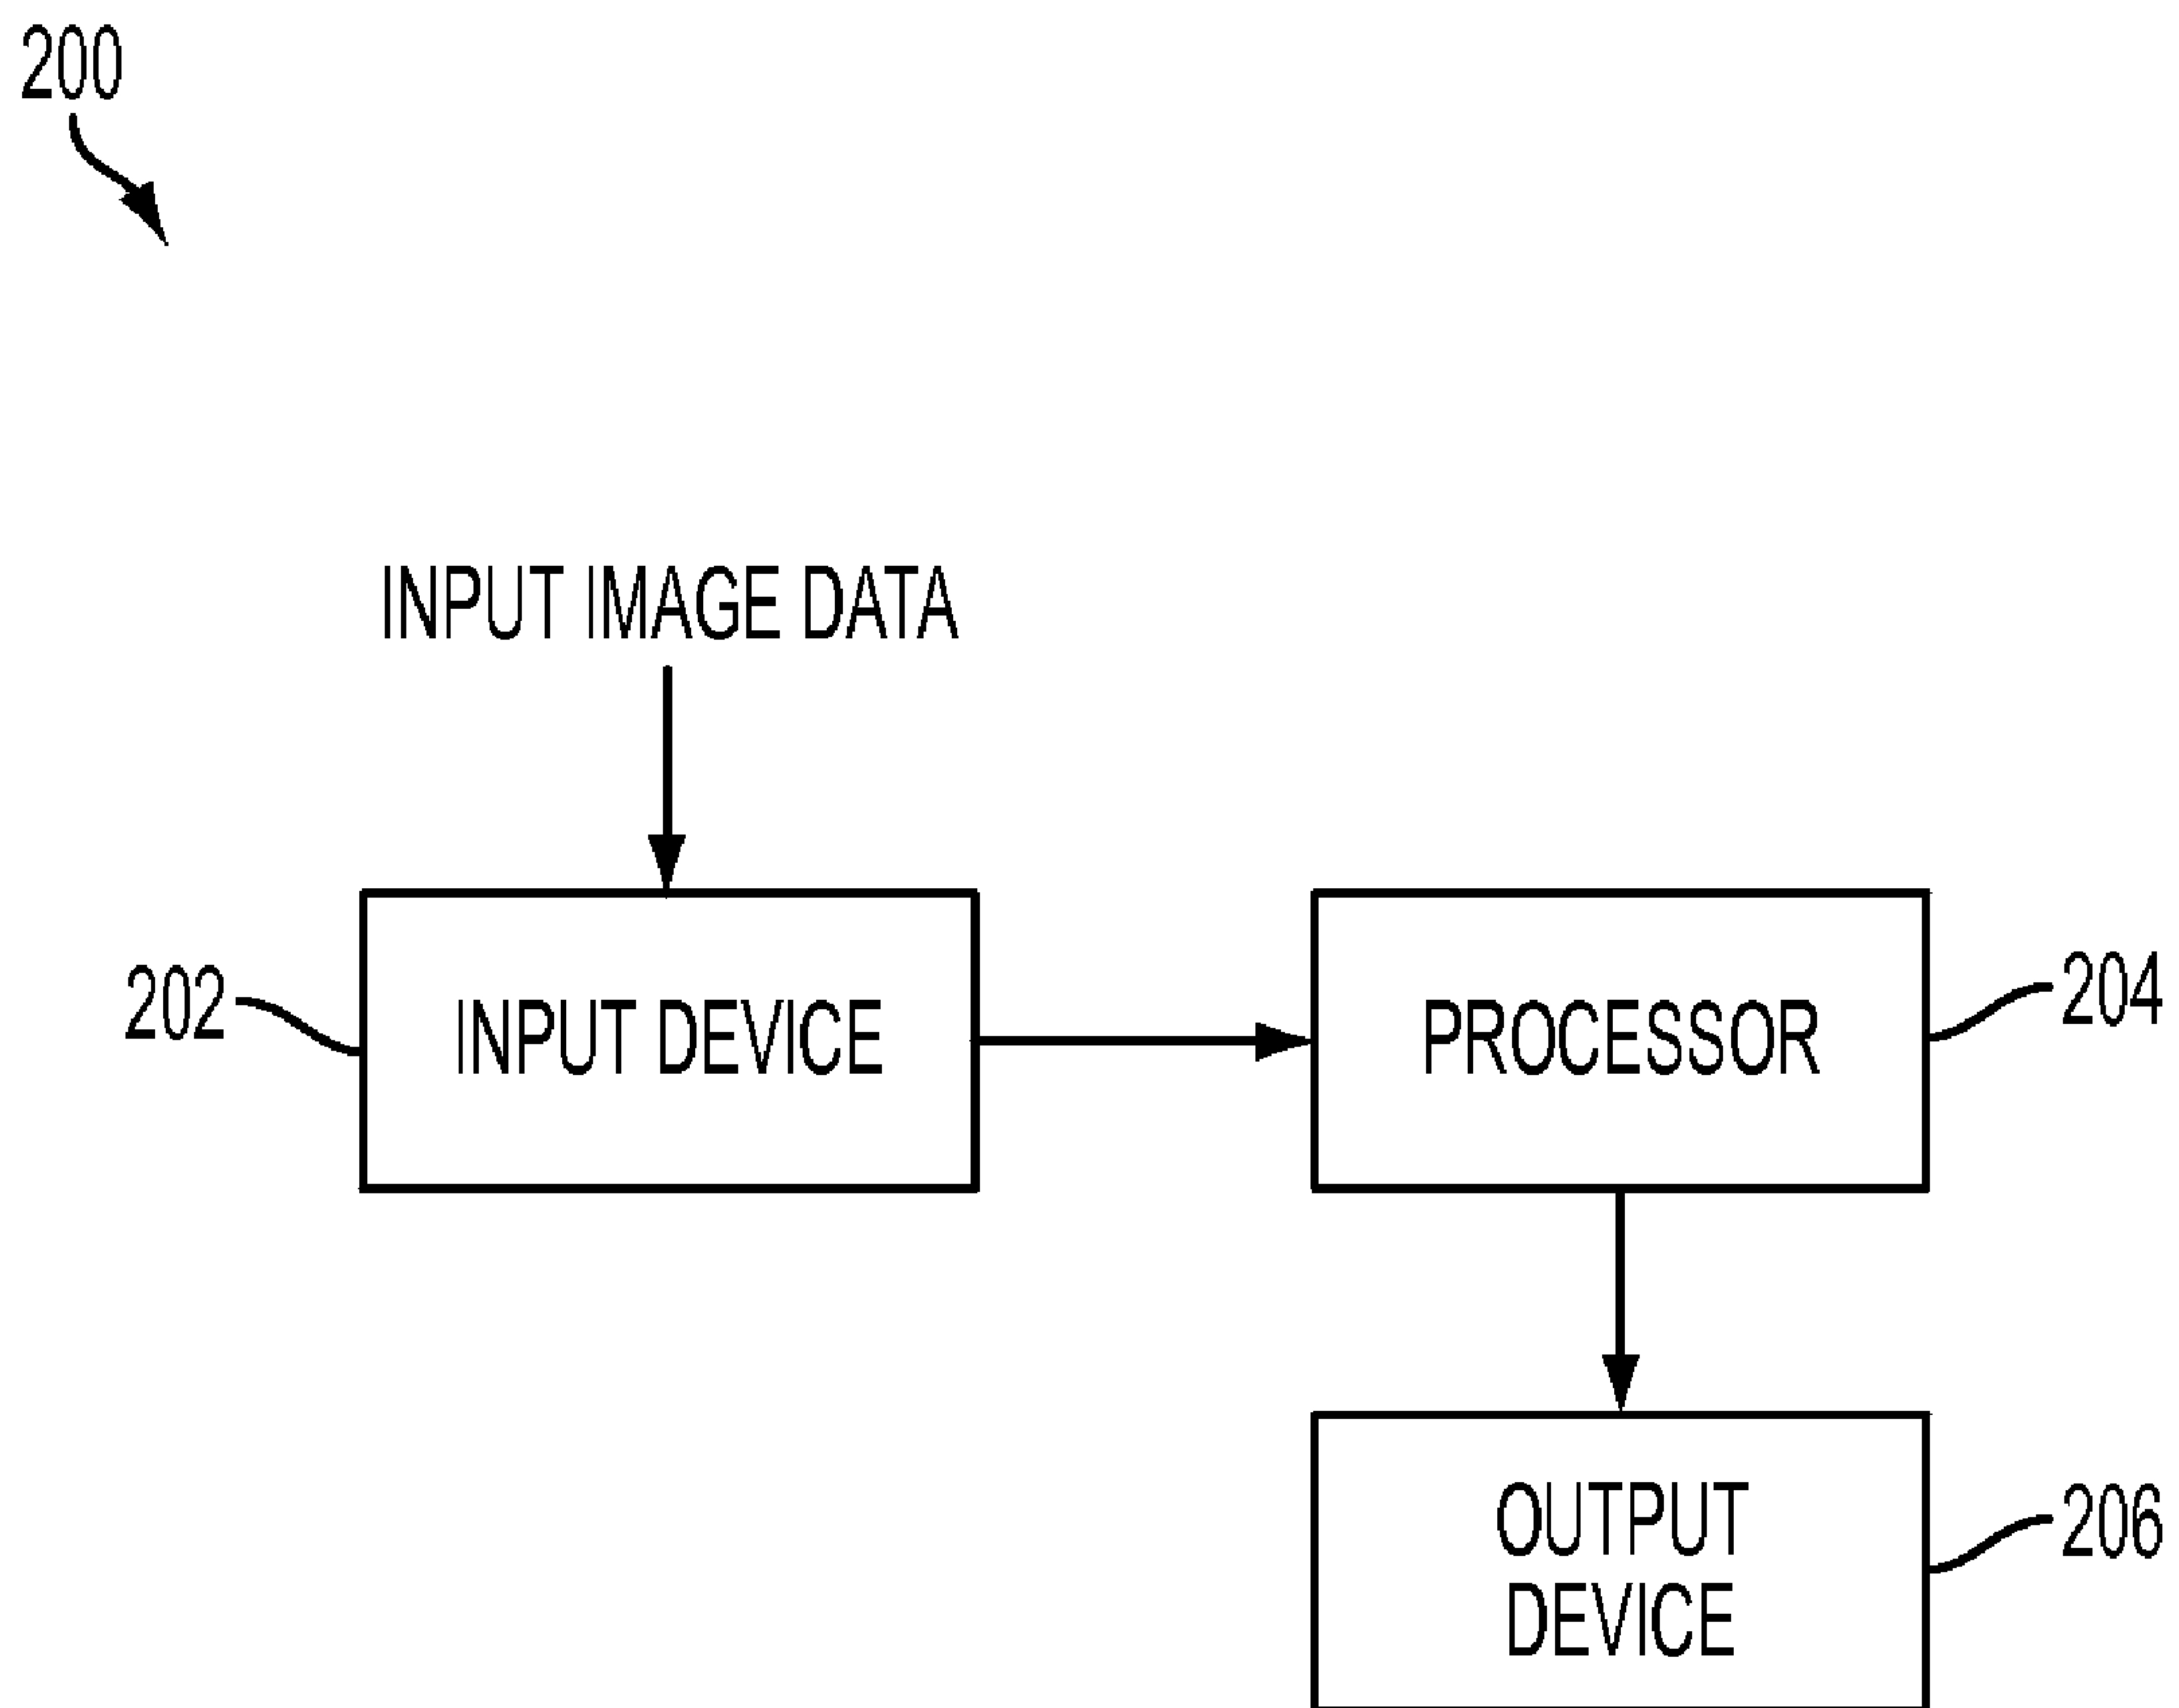 200
INPUT IMAGE DATA
202
INPUT DEVICE
PROCESSOR
204
OUTPUT
DEVICE
206